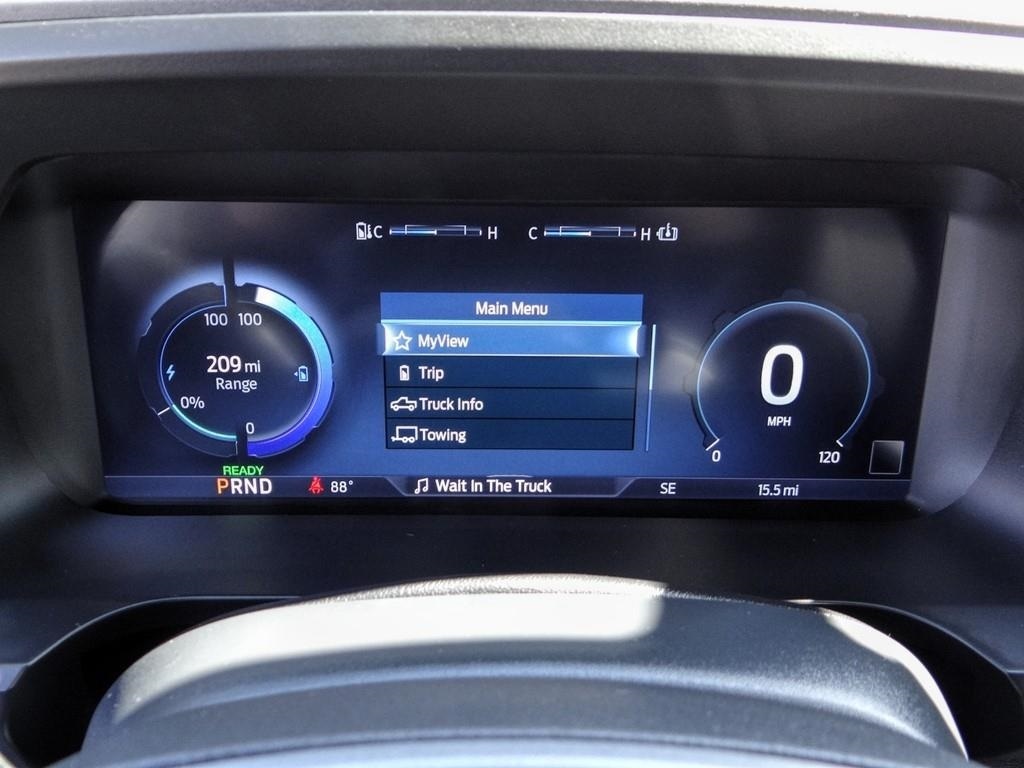 C H C H
Main Menu
MyView
Trip
Truck Info
Towing
100 100
209 mi
Range
0%
0
READY
PRND
88°
Wait In The Truck
SE
15.5 mi
0
MPH
0 120